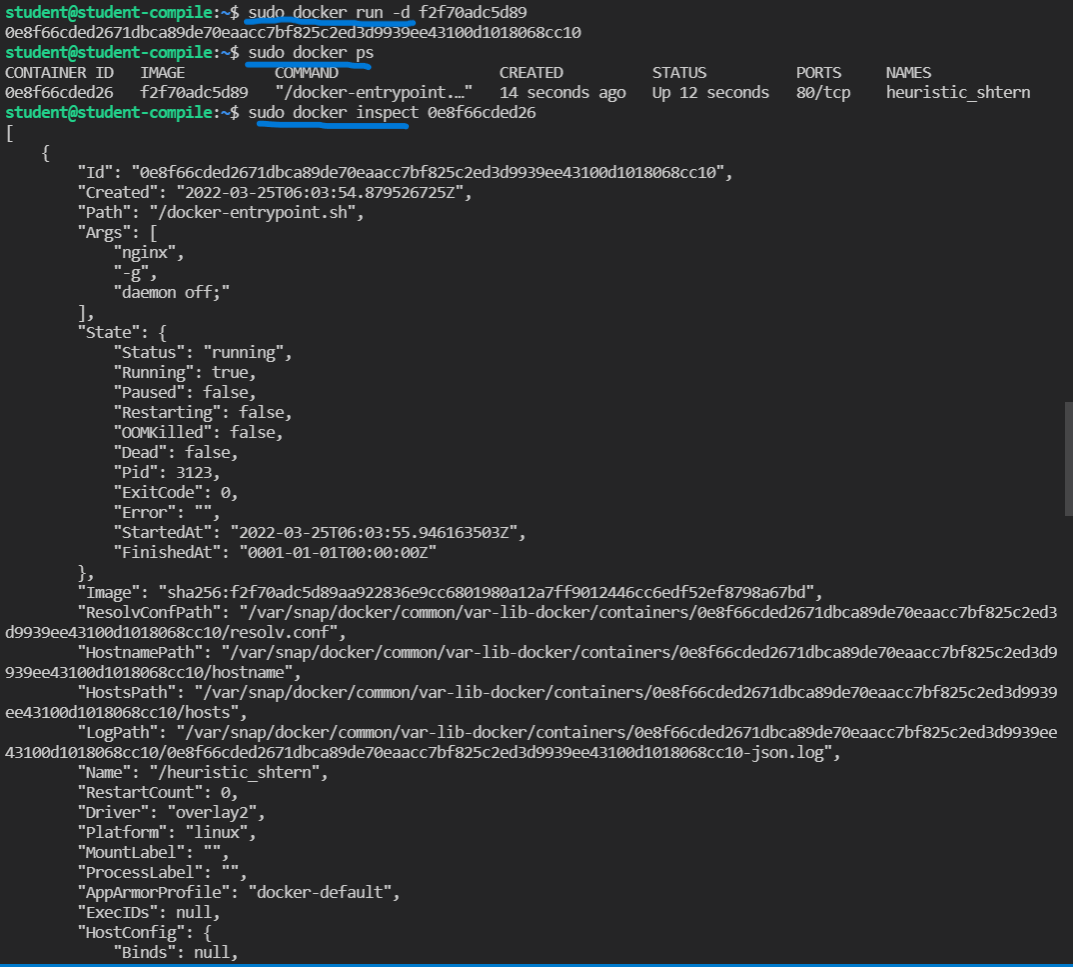 student@student-compile:~$ sudo docker run -d f2f70adc5d89
0e8f66cded2671dbca89de70eaacc7bf825c2ed3d9939ee43100d1018068cc10
student@student-compile:~$ sudo docker ps
CONTAINER ID   IMAGE          COMMAND                  CREATED          STATUS          PORTS     NAMES
0e8f66cded26   f2f70adc5d89   "/docker-entrypoint.…"   14 seconds ago   Up 12 seconds   80/tcp    heuristic_shtern
student@student-compile:~$ sudo docker inspect 0e8f66cded26
[
    {
        "Id": "0e8f66cded2671dbca89de70eaacc7bf825c2ed3d9939ee43100d1018068cc10",
        "Created": "2022-03-25T06:03:54.879526725Z",
        "Path": "/docker-entrypoint.sh",
        "Args": [
            "nginx",
            "-g",
            "daemon off;"
        ],
        "State": {
            "Status": "running",
            "Running": true,
            "Paused": false,
            "Restarting": false,
            "OOMKilled": false,
            "Dead": false,
            "Pid": 3123,
            "ExitCode": 0,
            "Error": "",
            "StartedAt": "2022-03-25T06:03:55.946163503Z",
            "FinishedAt": "0001-01-01T00:00:00Z"
        },
        "Image": "sha256:f2f70adc5d89aa922836e9cc6801980a12a7ff9012446cc6edf52ef8798a67bd",
        "ResolvConfPath": "/var/snap/docker/common/var-lib-docker/containers/0e8f66cded2671dbca89de70eaacc7bf825c2ed3
d9939ee43100d1018068cc10/resolv.conf",
        "HostnamePath": "/var/snap/docker/common/var-lib-docker/containers/0e8f66cded2671dbca89de70eaacc7bf825c2ed3d9
939ee43100d1018068cc10/hostname",
        "HostsPath": "/var/snap/docker/common/var-lib-docker/containers/0e8f66cded2671dbca89de70eaacc7bf825c2ed3d9939
ee43100d1018068cc10/hosts",
        "LogPath": "/var/snap/docker/common/var-lib-docker/containers/0e8f66cded2671dbca89de70eaacc7bf825c2ed3d9939ee
43100d1018068cc10/0e8f66cded2671dbca89de70eaacc7bf825c2ed3d9939ee43100d1018068cc10-json.log",
        "Name": "/heuristic_shtern",
        "RestartCount": 0,
        "Driver": "overlay2",
        "Platform": "linux",
        "MountLabel": "",
        "ProcessLabel": "",
        "AppArmorProfile": "docker-default",
        "ExecIDs": null,
        "HostConfig": {
            "Binds": null,